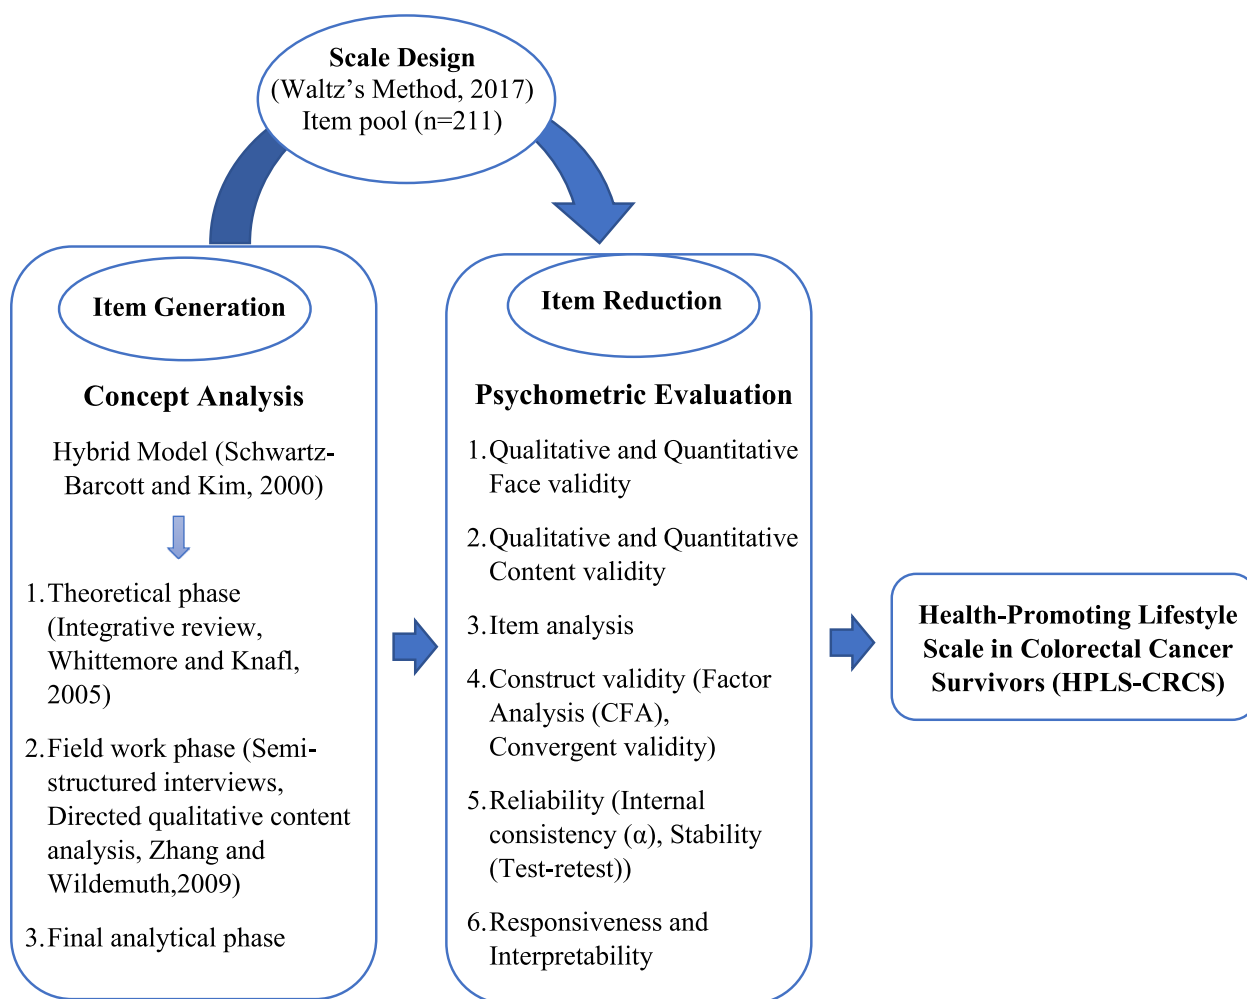 Scale Design
(Waltz’s Method, 2017)
Item pool (n=211)
Item Generation
Concept Analysis
Hybrid Model (Schwartz-
Barcott and Kim, 2000)
1. Theoretical phase
(Integrative review,
Whittemore and Knafl,
2005)
2. Field work phase (Semi-
structured interviews,
Directed qualitative content
analysis, Zhang and
Wildemuth,2009)
3. Final analytical phase
Item Reduction
Psychometric Evaluation
1. Qualitative and Quantitative
Face validity
2. Qualitative and Quantitative
Content validity
3. Item analysis
4. Construct validity (Factor
Analysis (CFA),
Convergent validity)
5. Reliability (Internal
consistency (α), Stability
(Test-retest))
6. Responsiveness and
Interpretability
Health-Promoting Lifestyle
Scale in Colorectal Cancer
Survivors (HPLS-CRCS)